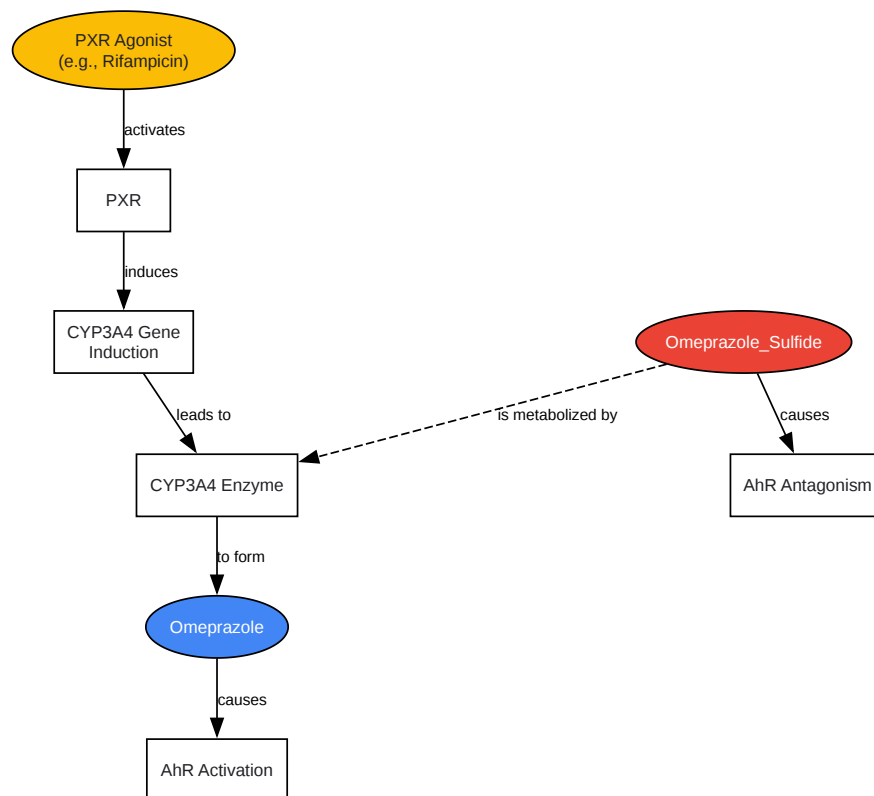 PXR Agonist
(e.g., Rifampicin)
activates
PXR
induces
CYP3A4 Gene
Induction
Omeprazole_Sulfide
leads to
is metabolized by
causes
CYP3A4 Enzyme
AhR Antagonism
to form
Omeprazole
causes
AhR Activation